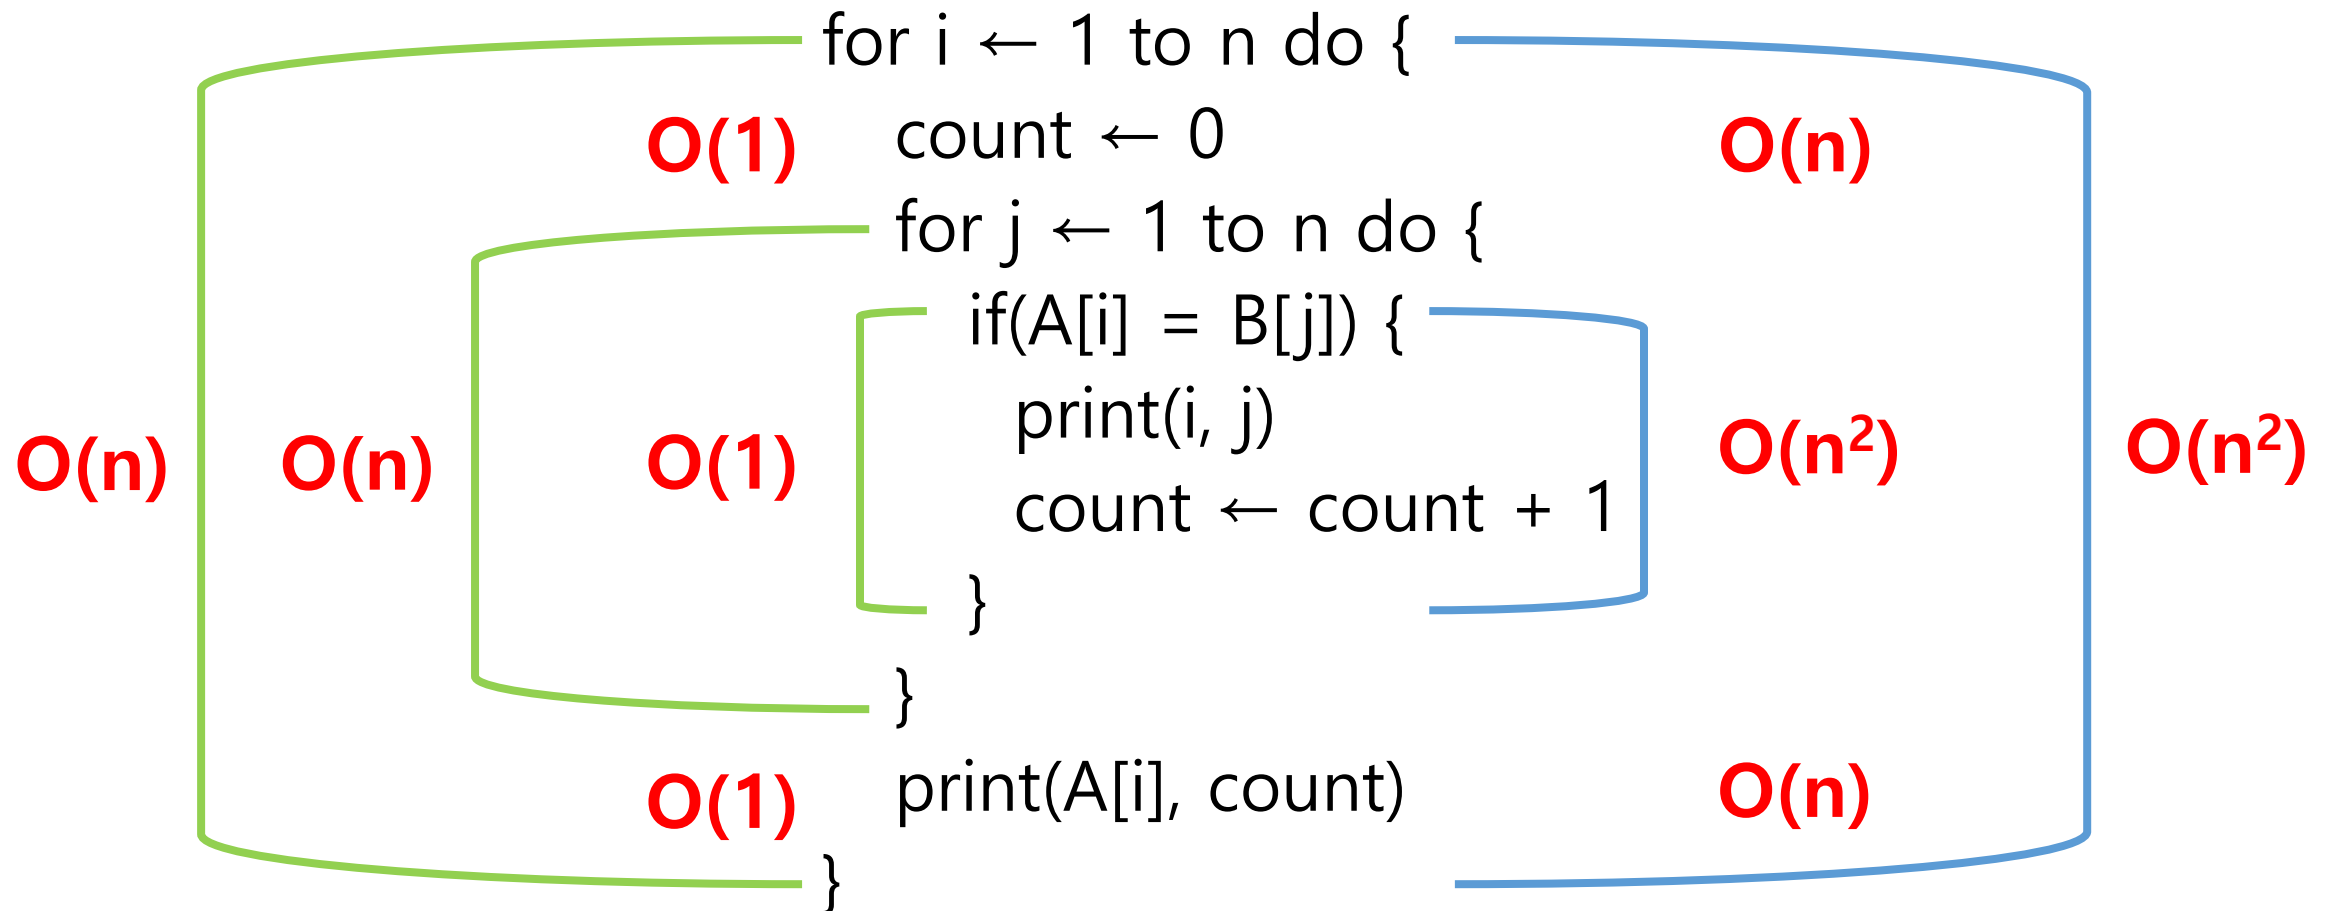 for i ← 1 to n do {
O(1) count ← 0 O(n)
for j ← 1 to n do {
if(A[i] = B[j]) {
print(i, j)
O(n) O(n) O(1) O(n²) O(n²)
count ← count + 1
}
}
O(1) print(A[i], count) O(n)
}